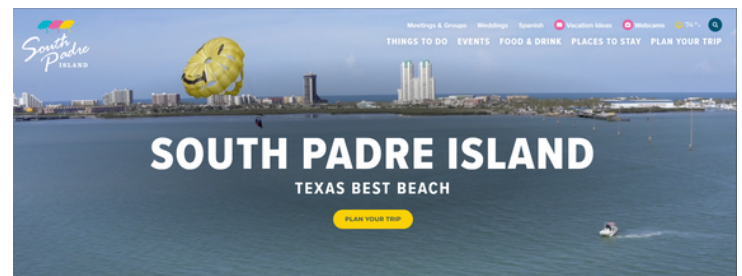 Meetings & Groups Weddings Spanish Vacation Ideas Webcams 74°
South
Padre
ISLAND
THINGS TO DO EVENTS FOOD & DRINK PLACES TO STAY PLAN YOUR TRIP
SOUTH PADRE ISLAND
TEXAS BEST BEACH
PLAN YOUR TRIP